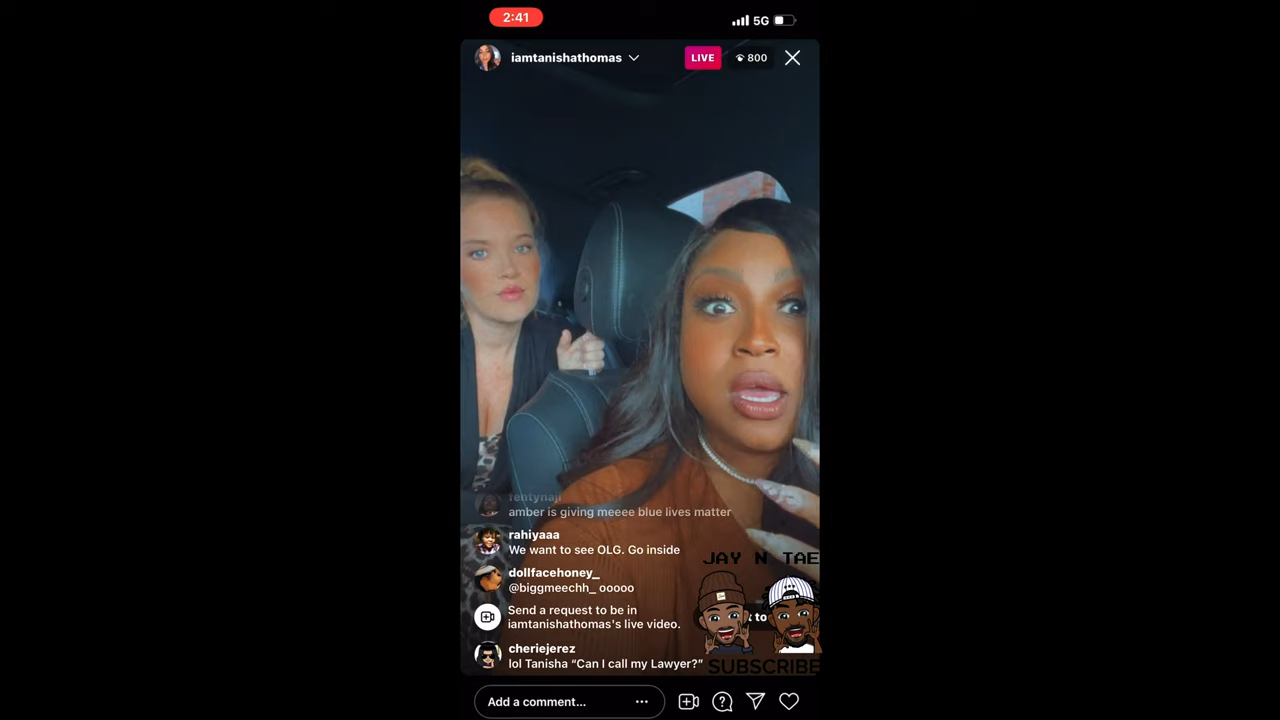 2:41
5G
iamtanishathomas
LIVE
800
fentynaji
amber is giving meeee blue lives matter
rahiyaaa
We want to see OLG. Go inside
dollfacehoney_
@biggmeechh_ ooooo
Send a request to be in
iamtanishathomas's live video.
t to
cheriejerez
lol Tanisha “Can I call my Lawyer?”
JAY N TAE
SUBSCRIBE
Add a comment...